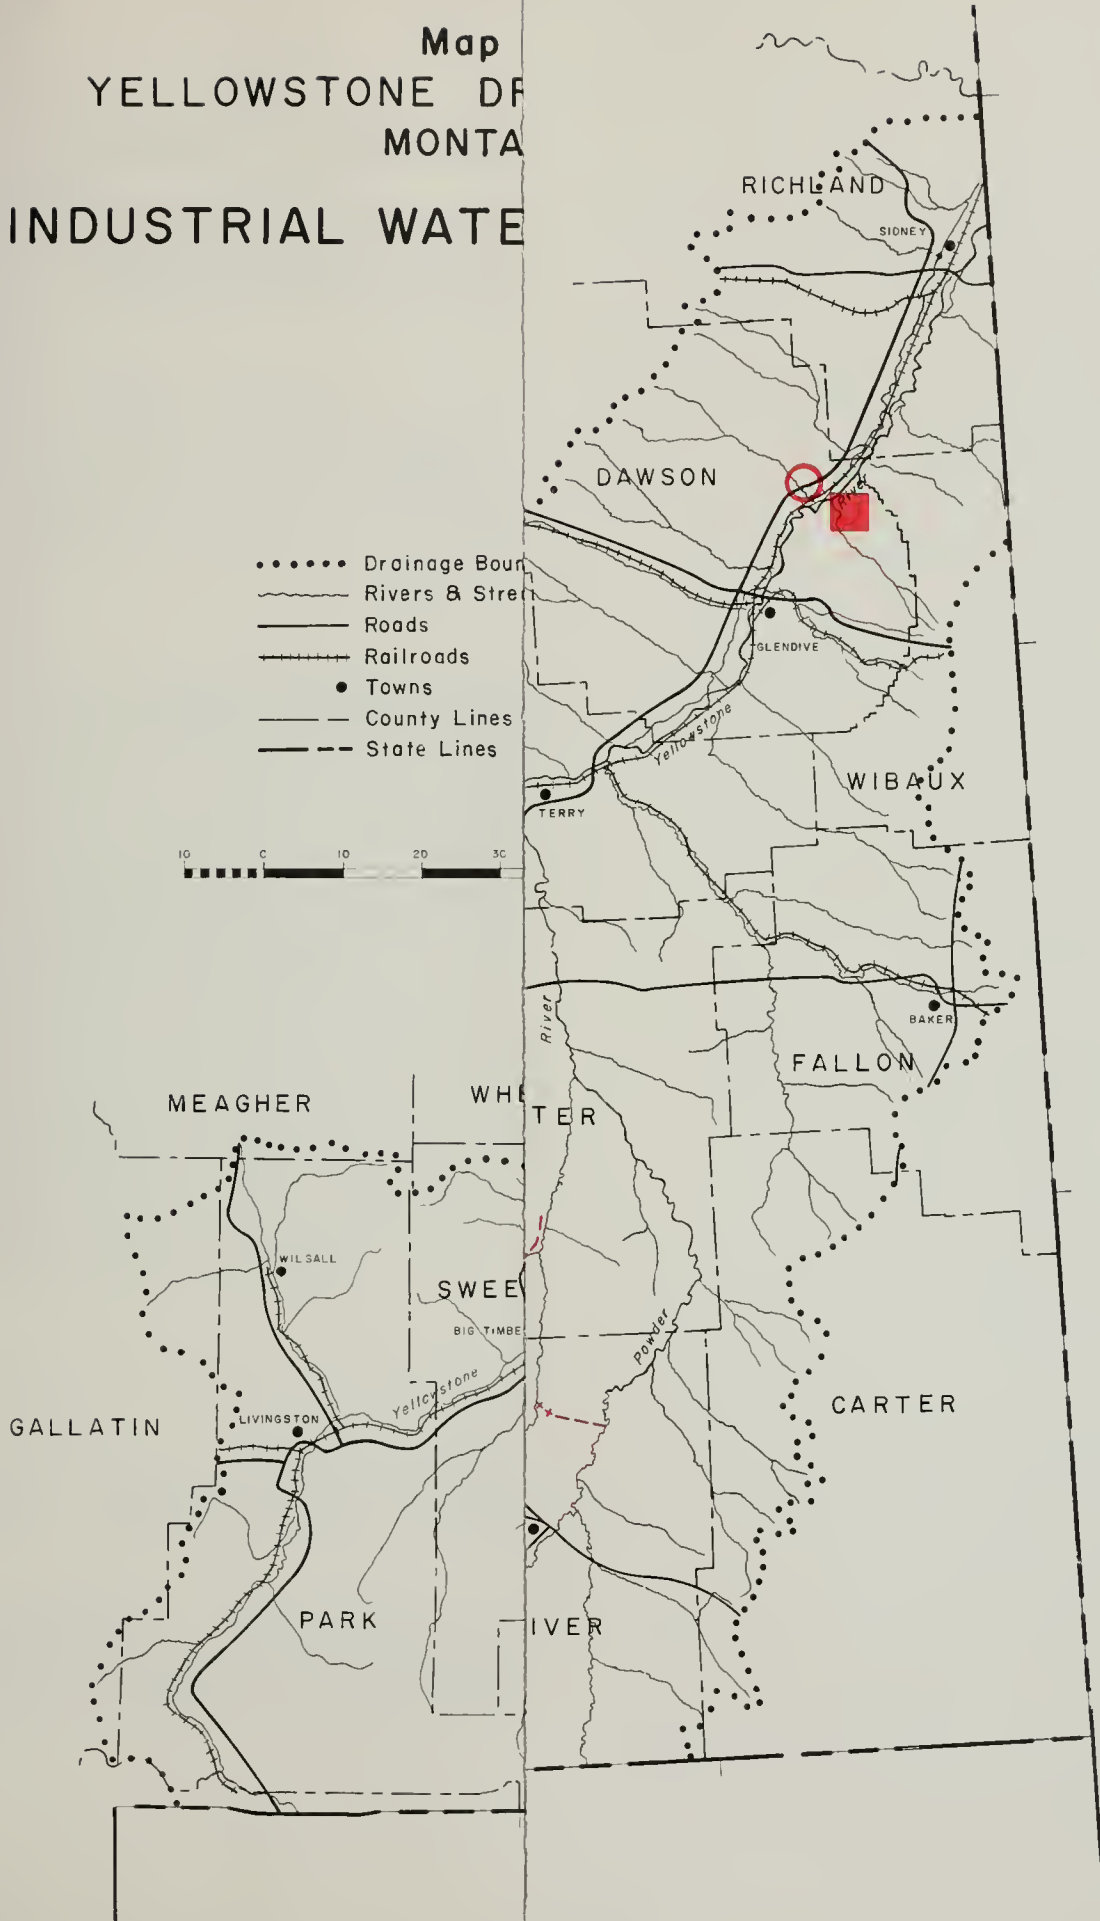 Map
YELLOWSTONE DR
MONTA
INDUSTRIAL WATE
RICHLAND
SIDNEY
DAWSON
River
Drainage Boun
Rivers & Stre
Roads
Railroads
Towns
County Lines
State Lines
GLENDIVE
Yellowstone
WIBAUX
TERRY
10 0 10 20 30
River
BAKER
FALLON
MEAGHER
WHE
TER
WILSALL
SWEE
BIG TIMBE
Powder
Yellowstone
CARTER
GALLATIN
LIVINGSTON
PARK
IVER